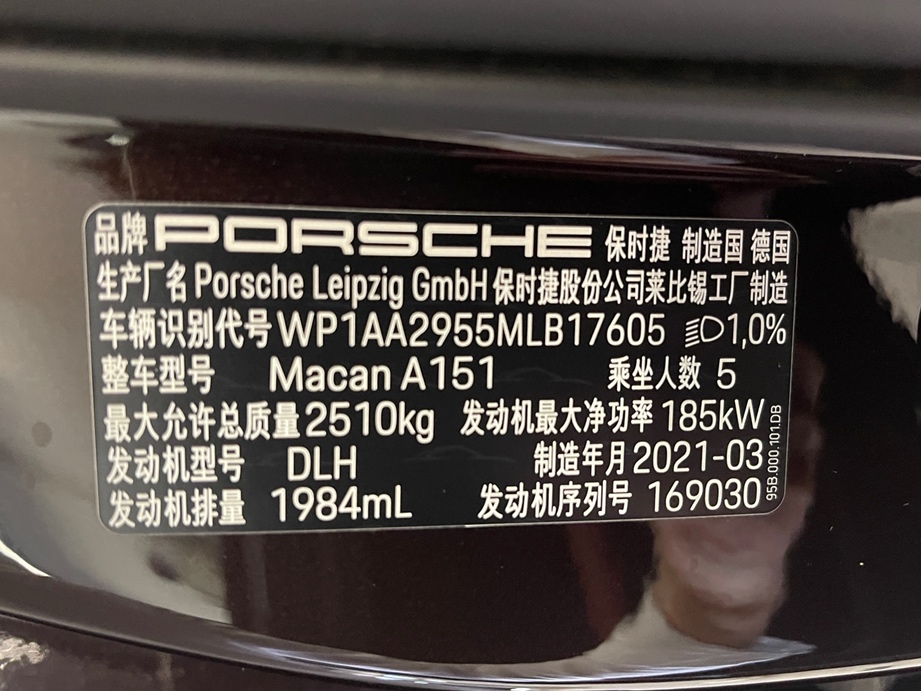 品牌 PORSCHE 保时捷 制造国 德国
生产厂名 Porsche Leipzig GmbH 保时捷股份公司莱比锡工厂制造
车辆识别代号 WP1AA2955MLB17605 1,0%
整车型号 Macan A151 乘坐人数 5
最大允许总质量 2510kg 发动机最大净功率 185kW
发动机型号 DLH 制造年月 2021-03
发动机排量 1984mL 发动机序列号 169030
95B.000.101.DB